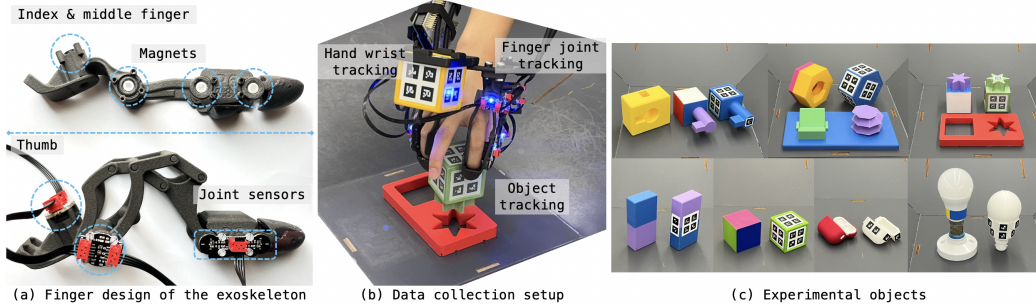 Index & middle finger
Magnets
Thumb
Joint sensors
(a) Finger design of the exoskeleton
Hand wrist
tracking
Finger joint
tracking
Object
tracking
(b) Data collection setup
(c) Experimental objects